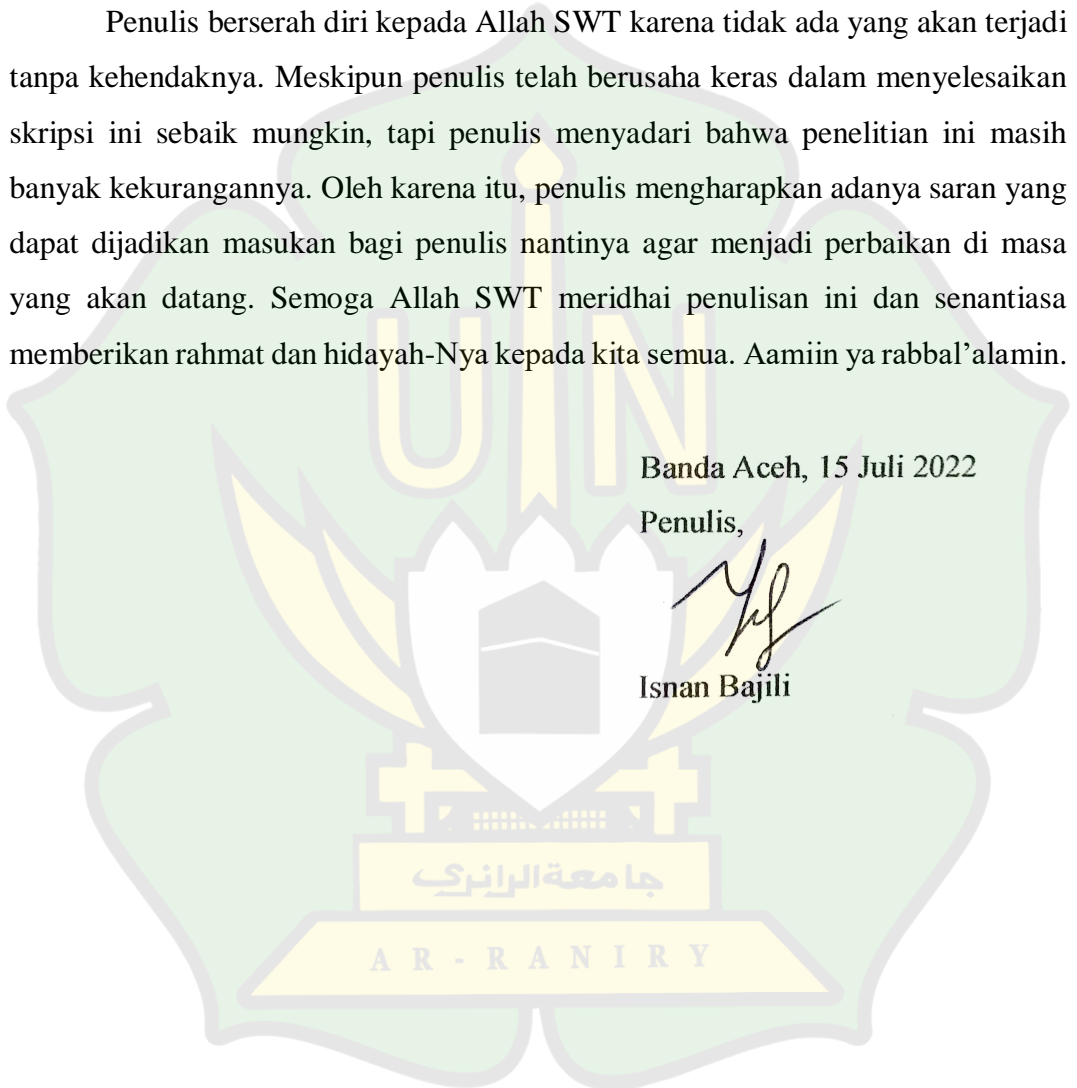 Penulis berserah diri kepada Allah SWT karena tidak ada yang akan terjadi
tanpa kehendaknya. Meskipun penulis telah berusaha keras dalam menyelesaikan
skripsi ini sebaik mungkin, tapi penulis menyadari bahwa penelitian ini masih
banyak kekurangannya. Oleh karena itu, penulis mengharapkan adanya saran yang
dapat dijadikan masukan bagi penulis nantinya agar menjadi perbaikan di masa
yang akan datang. Semoga Allah SWT meridhai penulisan ini dan senantiasa
memberikan rahmat dan hidayah-Nya kepada kita semua. Aamiin ya rabbal’alamin.
UIN
Banda Aceh, 15 Juli 2022
Penulis,
Isnan Bajili
جامعة الرانري
AR - RANIRY